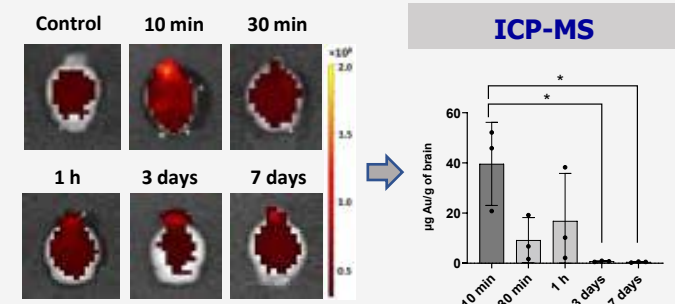 Control 10 min 30 min
ICP-MS
×10⁹
2.0
1.5
1.0
0.5
1 h 3 days 7 days
*
*
µg Au/g of brain
60
40
20
0
10 min 30 min 1 h 3 days 7 days